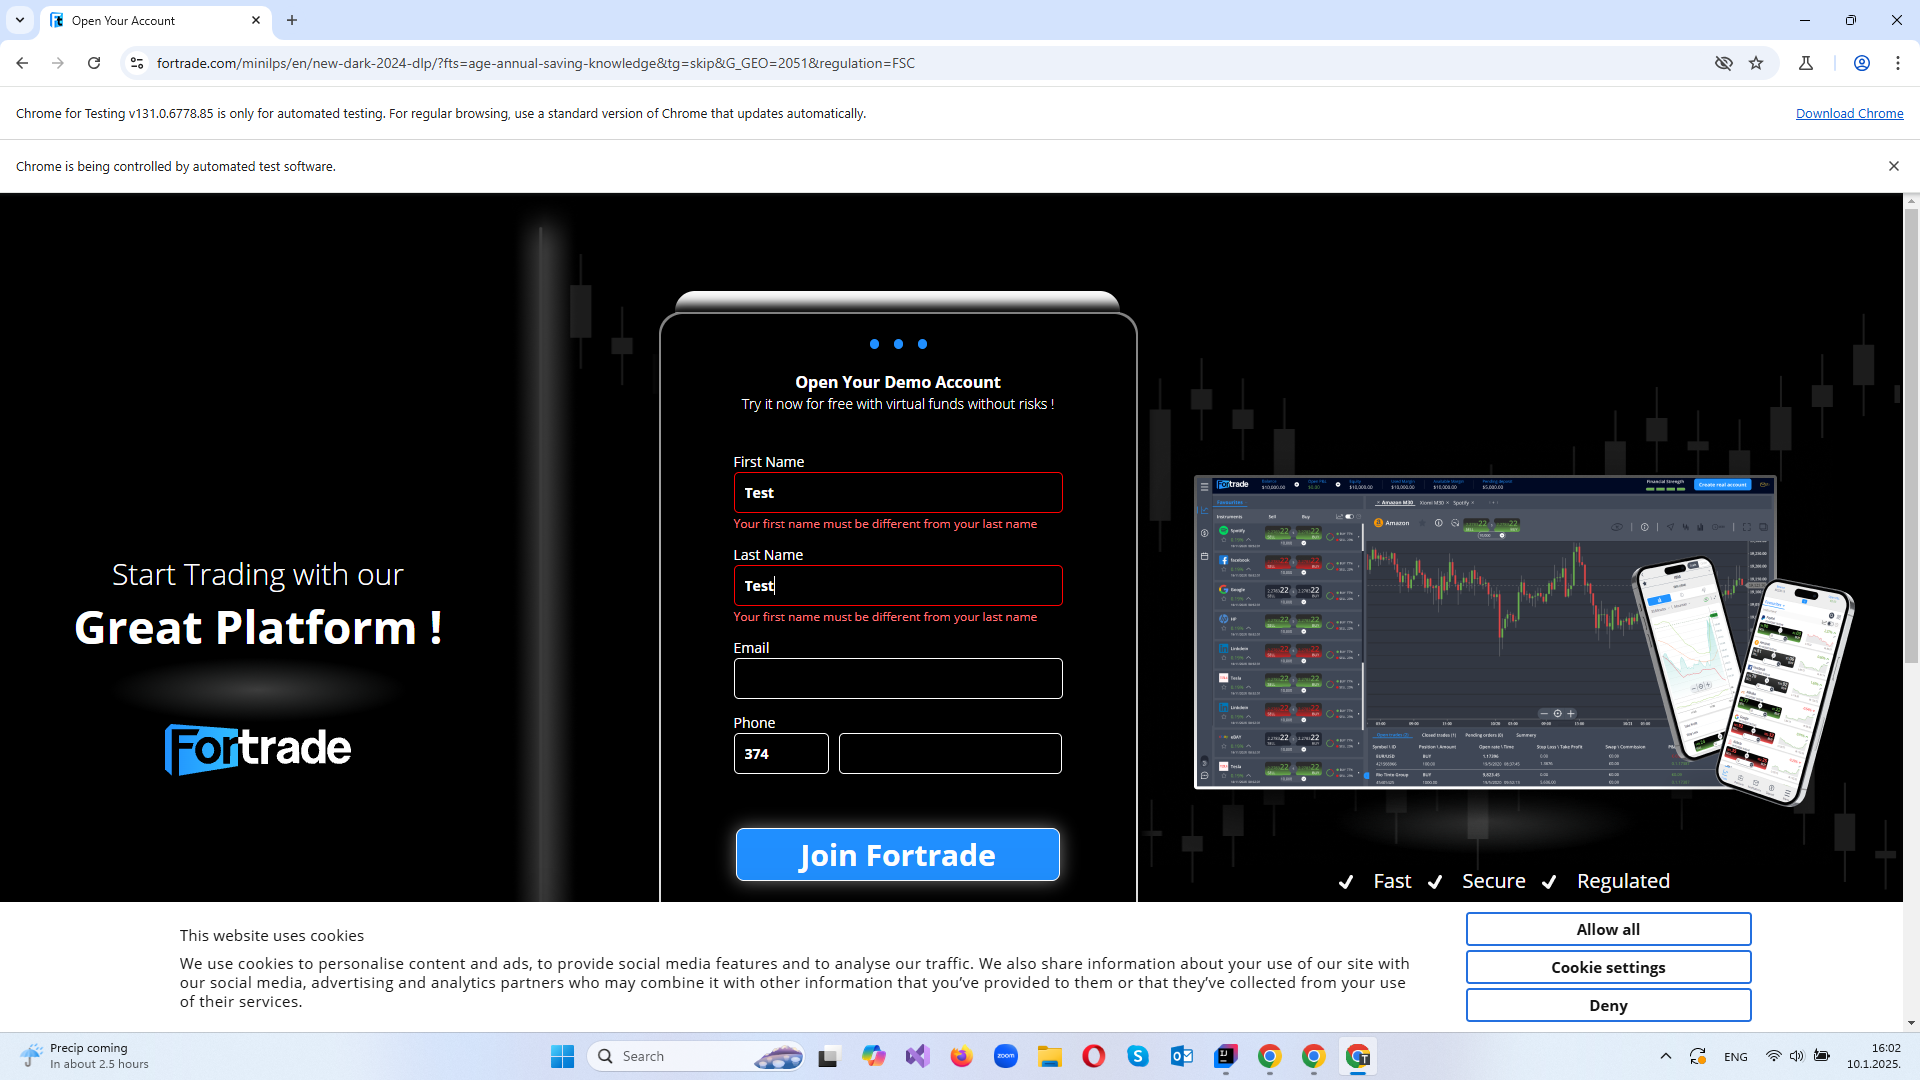 Open Your Account
fortrade.com/minilps/en/new-dark-2024-dlp/?fts=age-annual-saving-knowledge&tg=skip&G_GEO=2051&regulation=FSC
Chrome for Testing v131.0.6778.85 is only for automated testing. For regular browsing, use a standard version of Chrome that updates automatically.
Download Chrome
Chrome is being controlled by automated test software.
Start Trading with our
Great Platform !
Fortrade
Open Your Demo Account
Try it now for free with virtual funds without risks !
First Name
Test
Your first name must be different from your last name
Last Name
Test
Your first name must be different from your last name
Email
Phone
374
Join Fortrade
Fortrade
Create real account
Amazon
Fast
Secure
Regulated
This website uses cookies
We use cookies to personalise content and ads, to provide social media features and to analyse our traffic. We also share information about your use of our site with
our social media, advertising and analytics partners who may combine it with other information that you’ve provided to them or that they’ve collected from your use
of their services.
Allow all
Cookie settings
Deny
Precip coming
In about 2.5 hours
Search
zoom
ENG
16:02
10.1.2025.